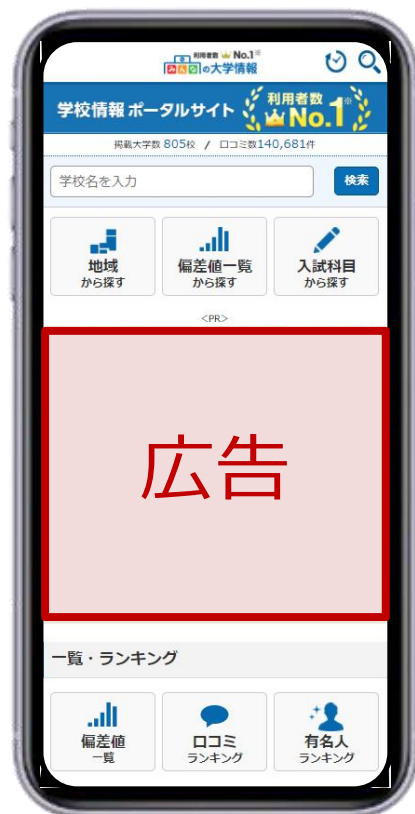 利用者数 No.1※
みんなの大学情報
学校情報 ポータルサイト
利用者数
No.1※
掲載大学数 805校 / 口コミ数140,681件
学校名を入力
検索
地域
から探す
偏差値一覧
から探す
入試科目
から探す
<PR>
広告
一覧・ランキング
偏差値
一覧
口コミ
ランキング
有名人
ランキング